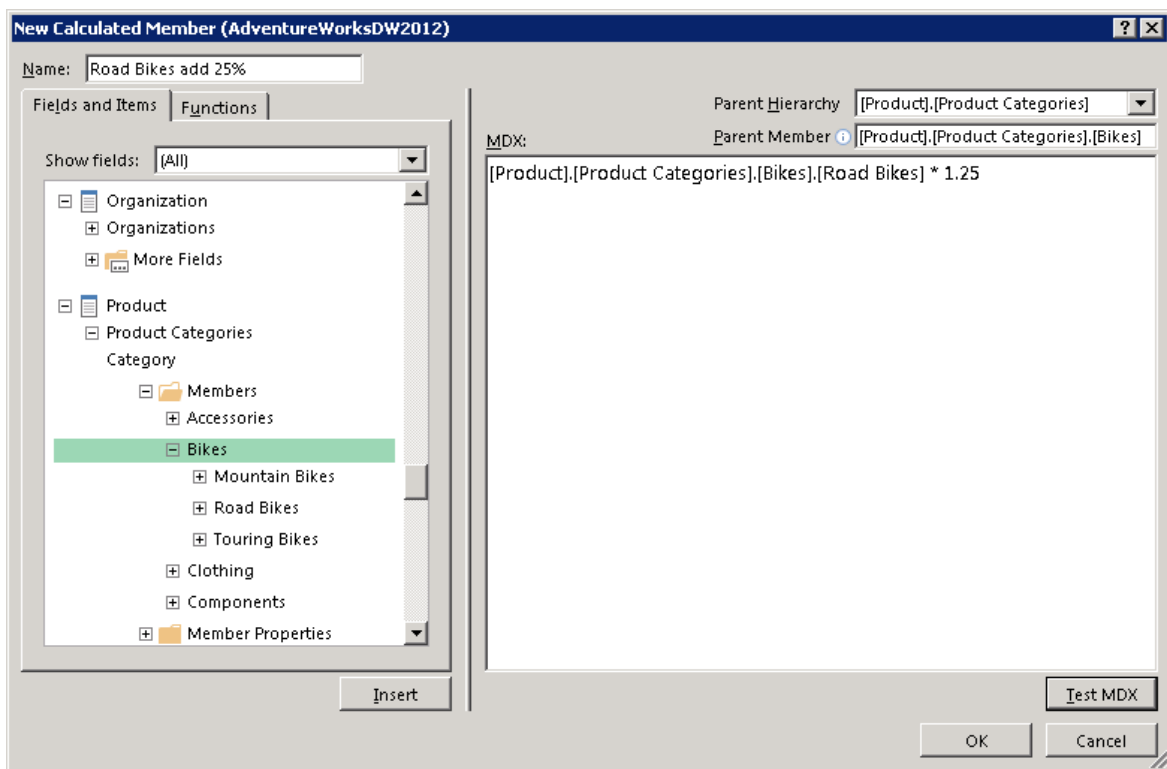 New Calculated Member (AdventureWorksDW2012)
Name: Road Bikes add 25%
Fields and Items Functions
Show fields: (All)
Organization
Organizations
More Fields
Product
Product Categories
Category
Members
Accessories
Bikes
Mountain Bikes
Road Bikes
Touring Bikes
Clothing
Components
Member Properties
Insert
Parent Hierarchy [Product].[Product Categories]
Parent Member [Product].[Product Categories].[Bikes]
MDX:
[Product].[Product Categories].[Bikes].[Road Bikes] * 1.25
Test MDX
OK Cancel